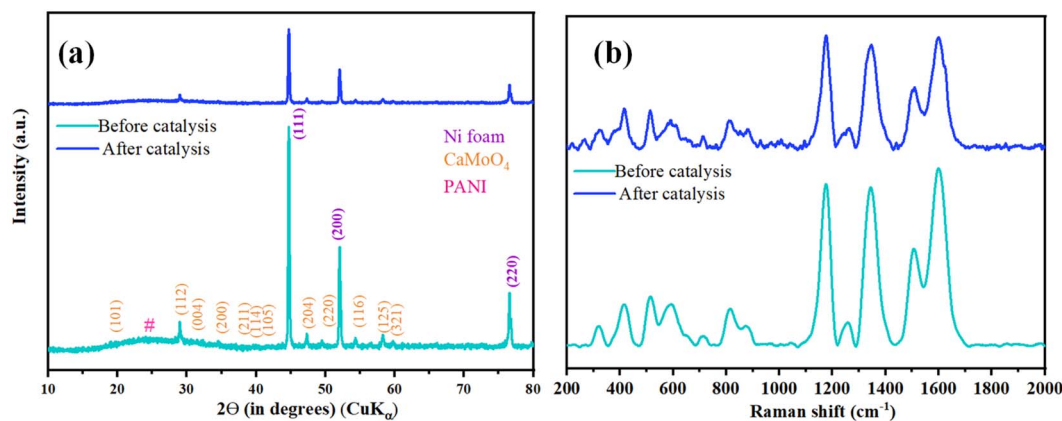 (a)
Before catalysis
After catalysis
Ni foam
CaMoO4
PANI
(111)
(200)
(220)
(101)
#
(112)
(004)
(200)
(211)
(114)
(105)
(204)
(220)
(116)
(125)
(321)
Intensity (a.u.)
10 20 30 40 50 60 70 80
2Θ (in degrees) (CuKα)
(b)
Before catalysis
After catalysis
200 400 600 800 1000 1200 1400 1600 1800 2000
Raman shift (cm-1)